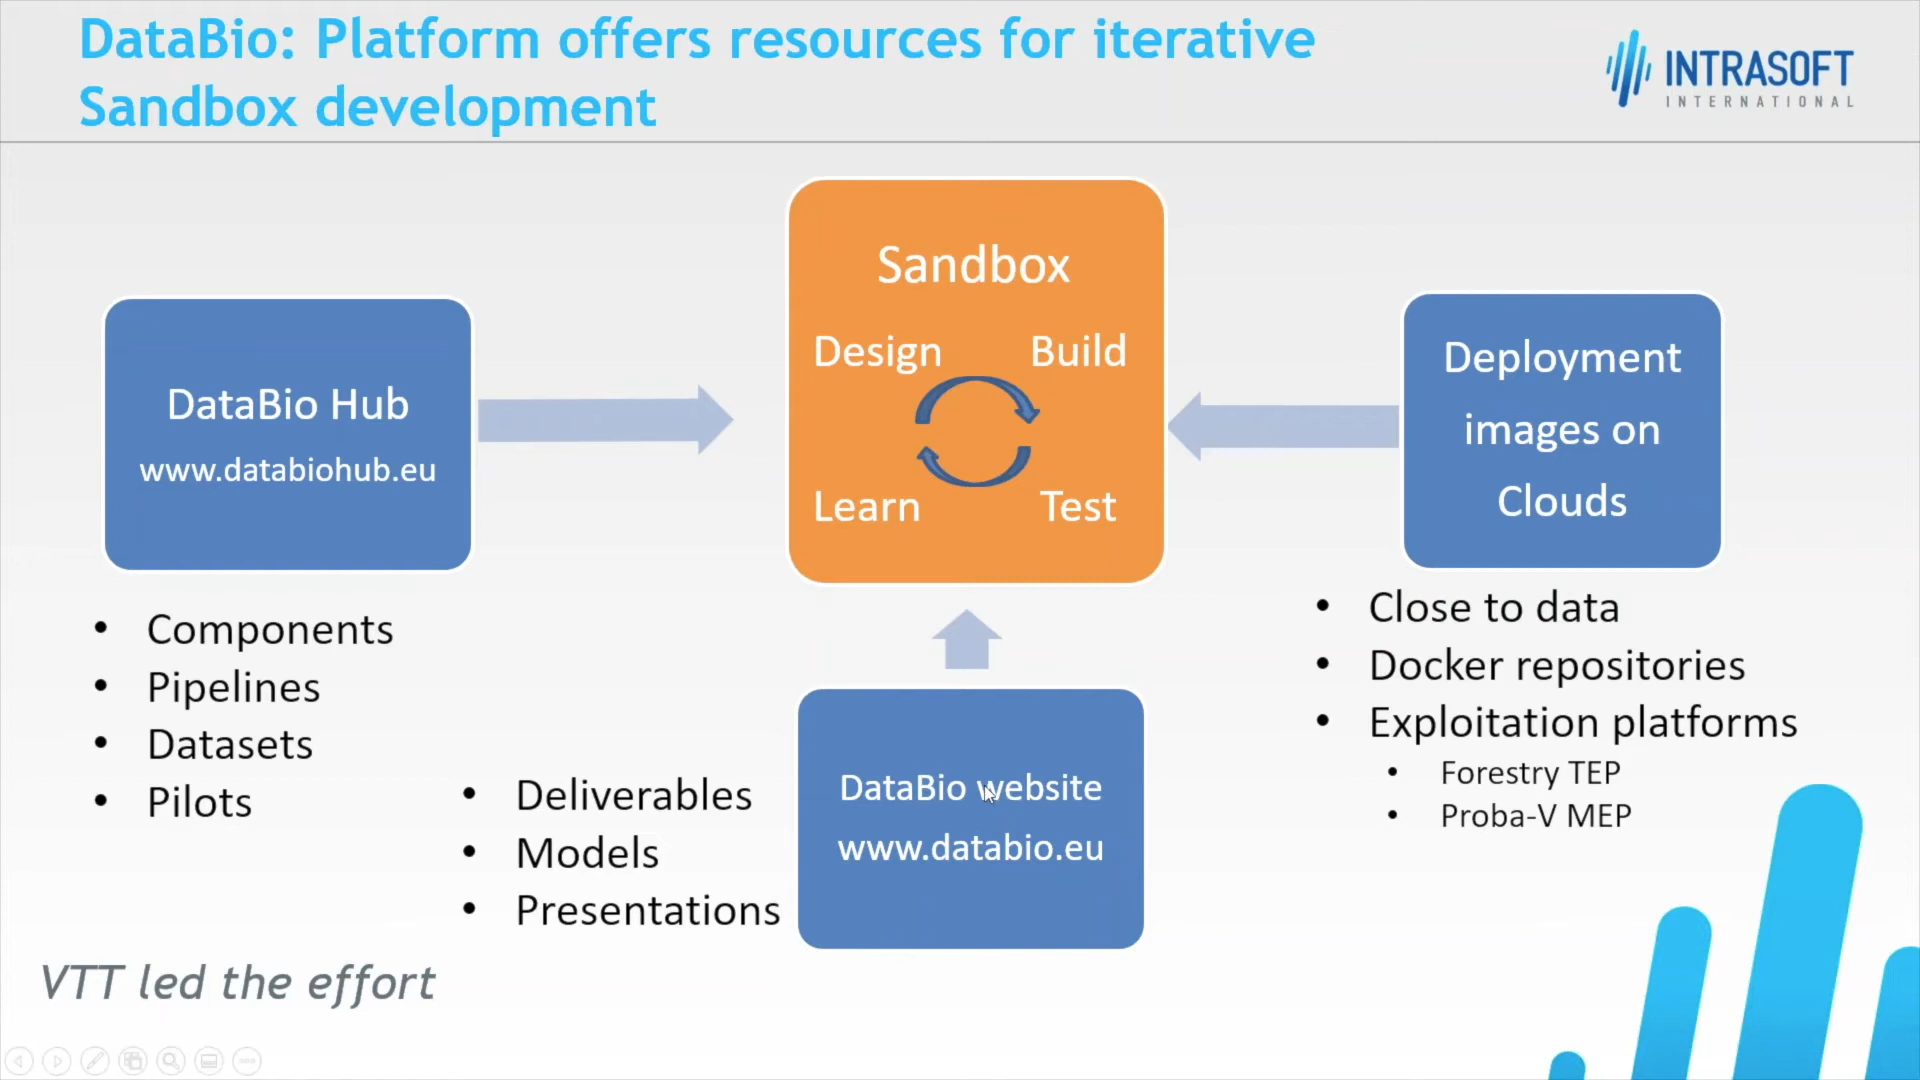 DataBio: Platform offers resources for iterative
Sandbox development
INTRASOFT
INTERNATIONAL
Sandbox
Design Build
Learn Test
DataBio Hub
www.databiohub.eu
Deployment
images on
Clouds
• Components
• Pipelines
• Datasets
• Pilots
• Deliverables
• Models
• Presentations
DataBio website
www.databio.eu
• Close to data
• Docker repositories
• Exploitation platforms
• Forestry TEP
• Proba-V MEP
VTT led the effort